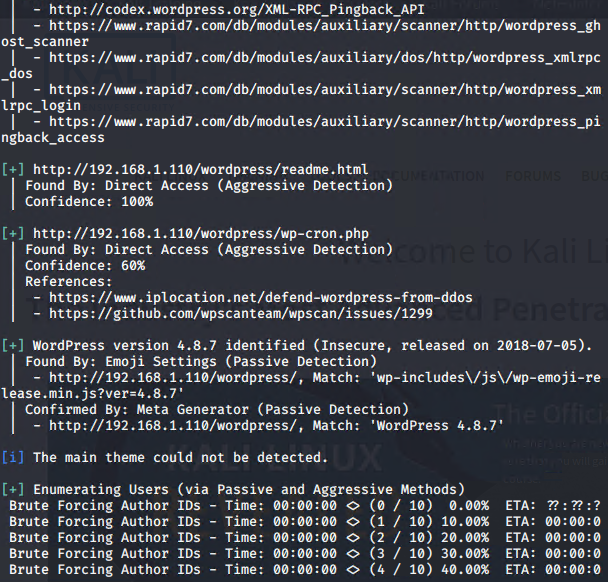 |  - http://codex.wordpress.org/XML-RPC_Pingback_API
|  - https://www.rapid7.com/db/modules/auxiliary/scanner/http/wordpress_gh
ost_scanner
|  - https://www.rapid7.com/db/modules/auxiliary/dos/http/wordpress_xmlrpc
_dos
|  - https://www.rapid7.com/db/modules/auxiliary/scanner/http/wordpress_xm
lrpc_login
|  - https://www.rapid7.com/db/modules/auxiliary/scanner/http/wordpress_pi
ngback_access
[+] http://192.168.1.110/wordpress/readme.html
| Found By: Direct Access (Aggressive Detection)
| Confidence: 100%
[+] http://192.168.1.110/wordpress/wp-cron.php
| Found By: Direct Access (Aggressive Detection)
| Confidence: 60%
| References:
|  - https://www.iplocation.net/defend-wordpress-from-ddos
|  - https://github.com/wpscanteam/wpscan/issues/1299
[+] WordPress version 4.8.7 identified (Insecure, released on 2018-07-05).
| Found By: Emoji Settings (Passive Detection)
|  - http://192.168.1.110/wordpress/, Match: 'wp-includes\/js\/wp-emoji-re
lease.min.js?ver=4.8.7'
| Confirmed By: Meta Generator (Passive Detection)
|  - http://192.168.1.110/wordpress/, Match: 'WordPress 4.8.7'
[i] The main theme could not be detected.
[+] Enumerating Users (via Passive and Aggressive Methods)
Brute Forcing Author IDs - Time: 00:00:00 <> (0 / 10)  0.00%  ETA: ??:??:?
Brute Forcing Author IDs - Time: 00:00:00 <> (1 / 10) 10.00%  ETA: 00:00:0
Brute Forcing Author IDs - Time: 00:00:00 <> (2 / 10) 20.00%  ETA: 00:00:0
Brute Forcing Author IDs - Time: 00:00:00 <> (3 / 10) 30.00%  ETA: 00:00:0
Brute Forcing Author IDs - Time: 00:00:00 <> (4 / 10) 40.00%  ETA: 00:00:0
DOCUMENTATION FORUMS BUG
Welcome to Kali L
Penetra
The Offici
KALI LINUX